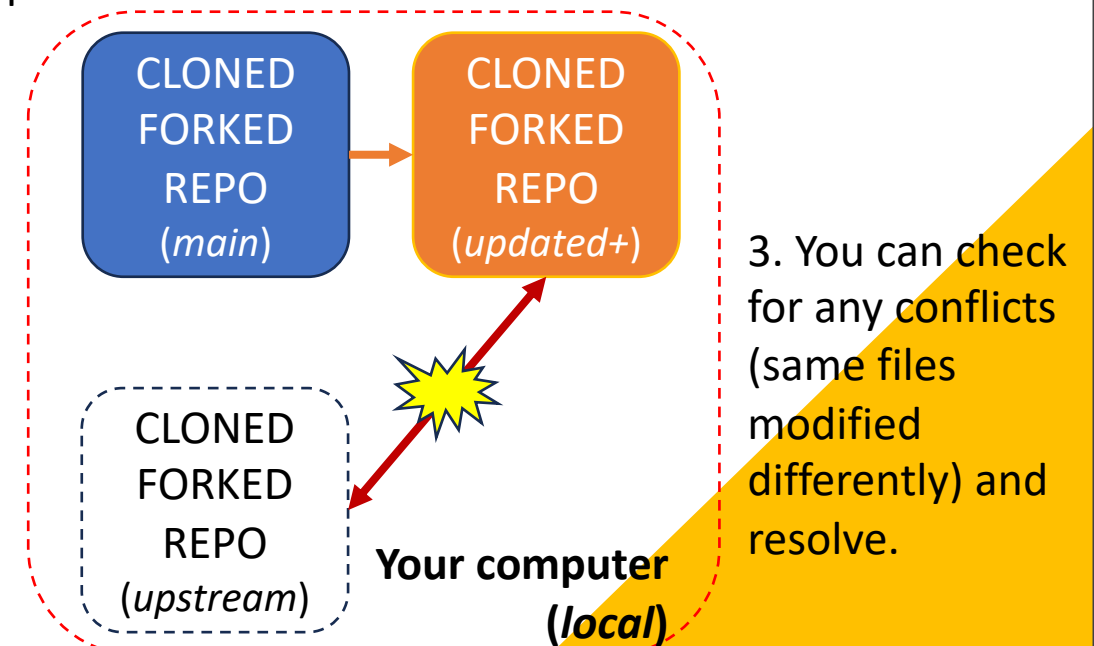 CLONED
FORKED
REPO
(main)
CLONED
FORKED
REPO
(updated+)
3. You can check
for any conflicts
(same files
modified
differently) and
resolve.
CLONED
FORKED
REPO
(upstream)
Your computer
(local)